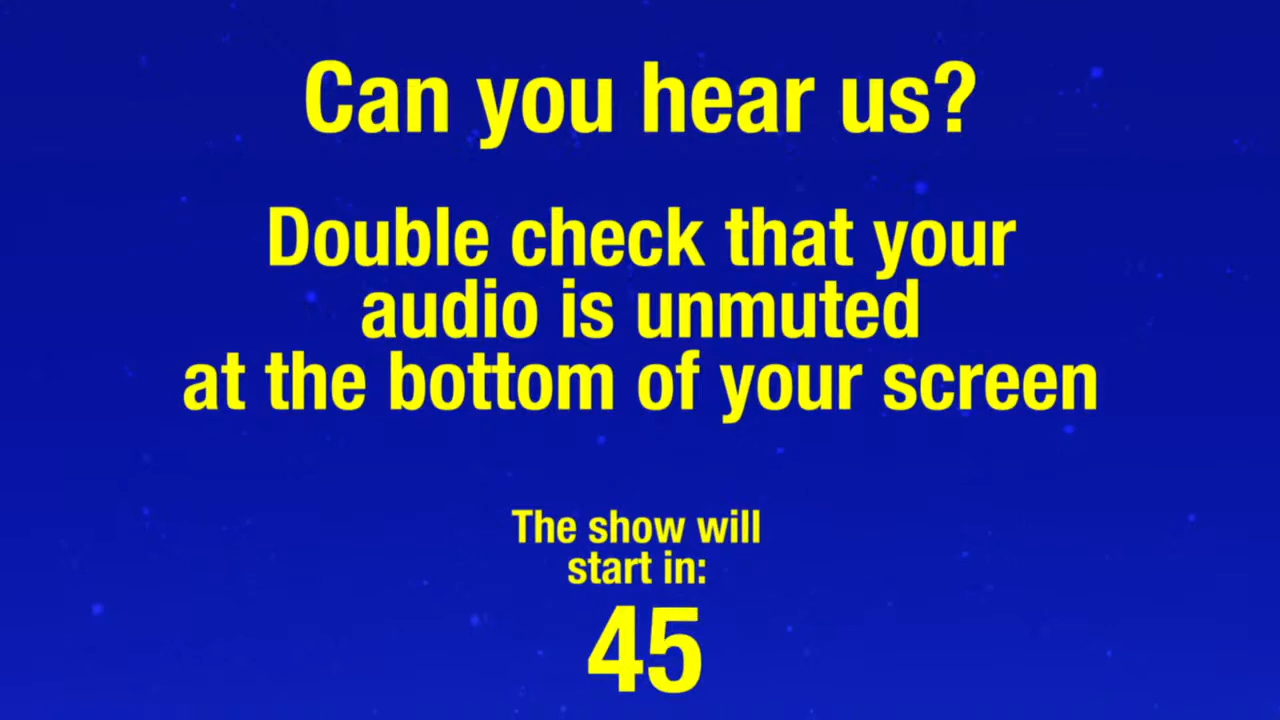 Can you hear us?
Double check that your
audio is unmuted
at the bottom of your screen
The show will
start in:
45